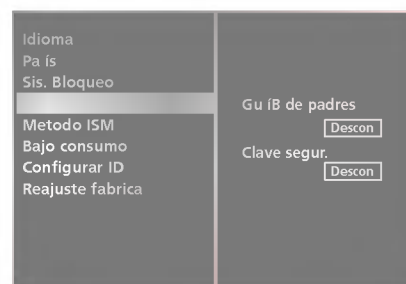 Idioma
Pa ís
Sis. Bloqueo
Metodo ISM
Bajo consumo
Configurar ID
Reajuste fabrica
Gu íB de padres
Descon
Clave segur.
Descon